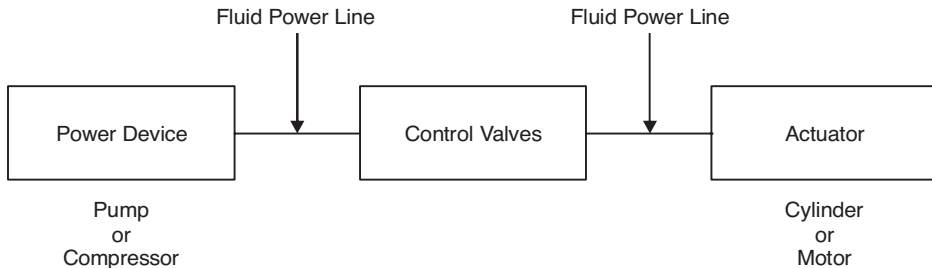 Fluid Power Line
Fluid Power Line
Power Device
Control Valves
Actuator
Pump
or
Compressor
Cylinder
or
Motor